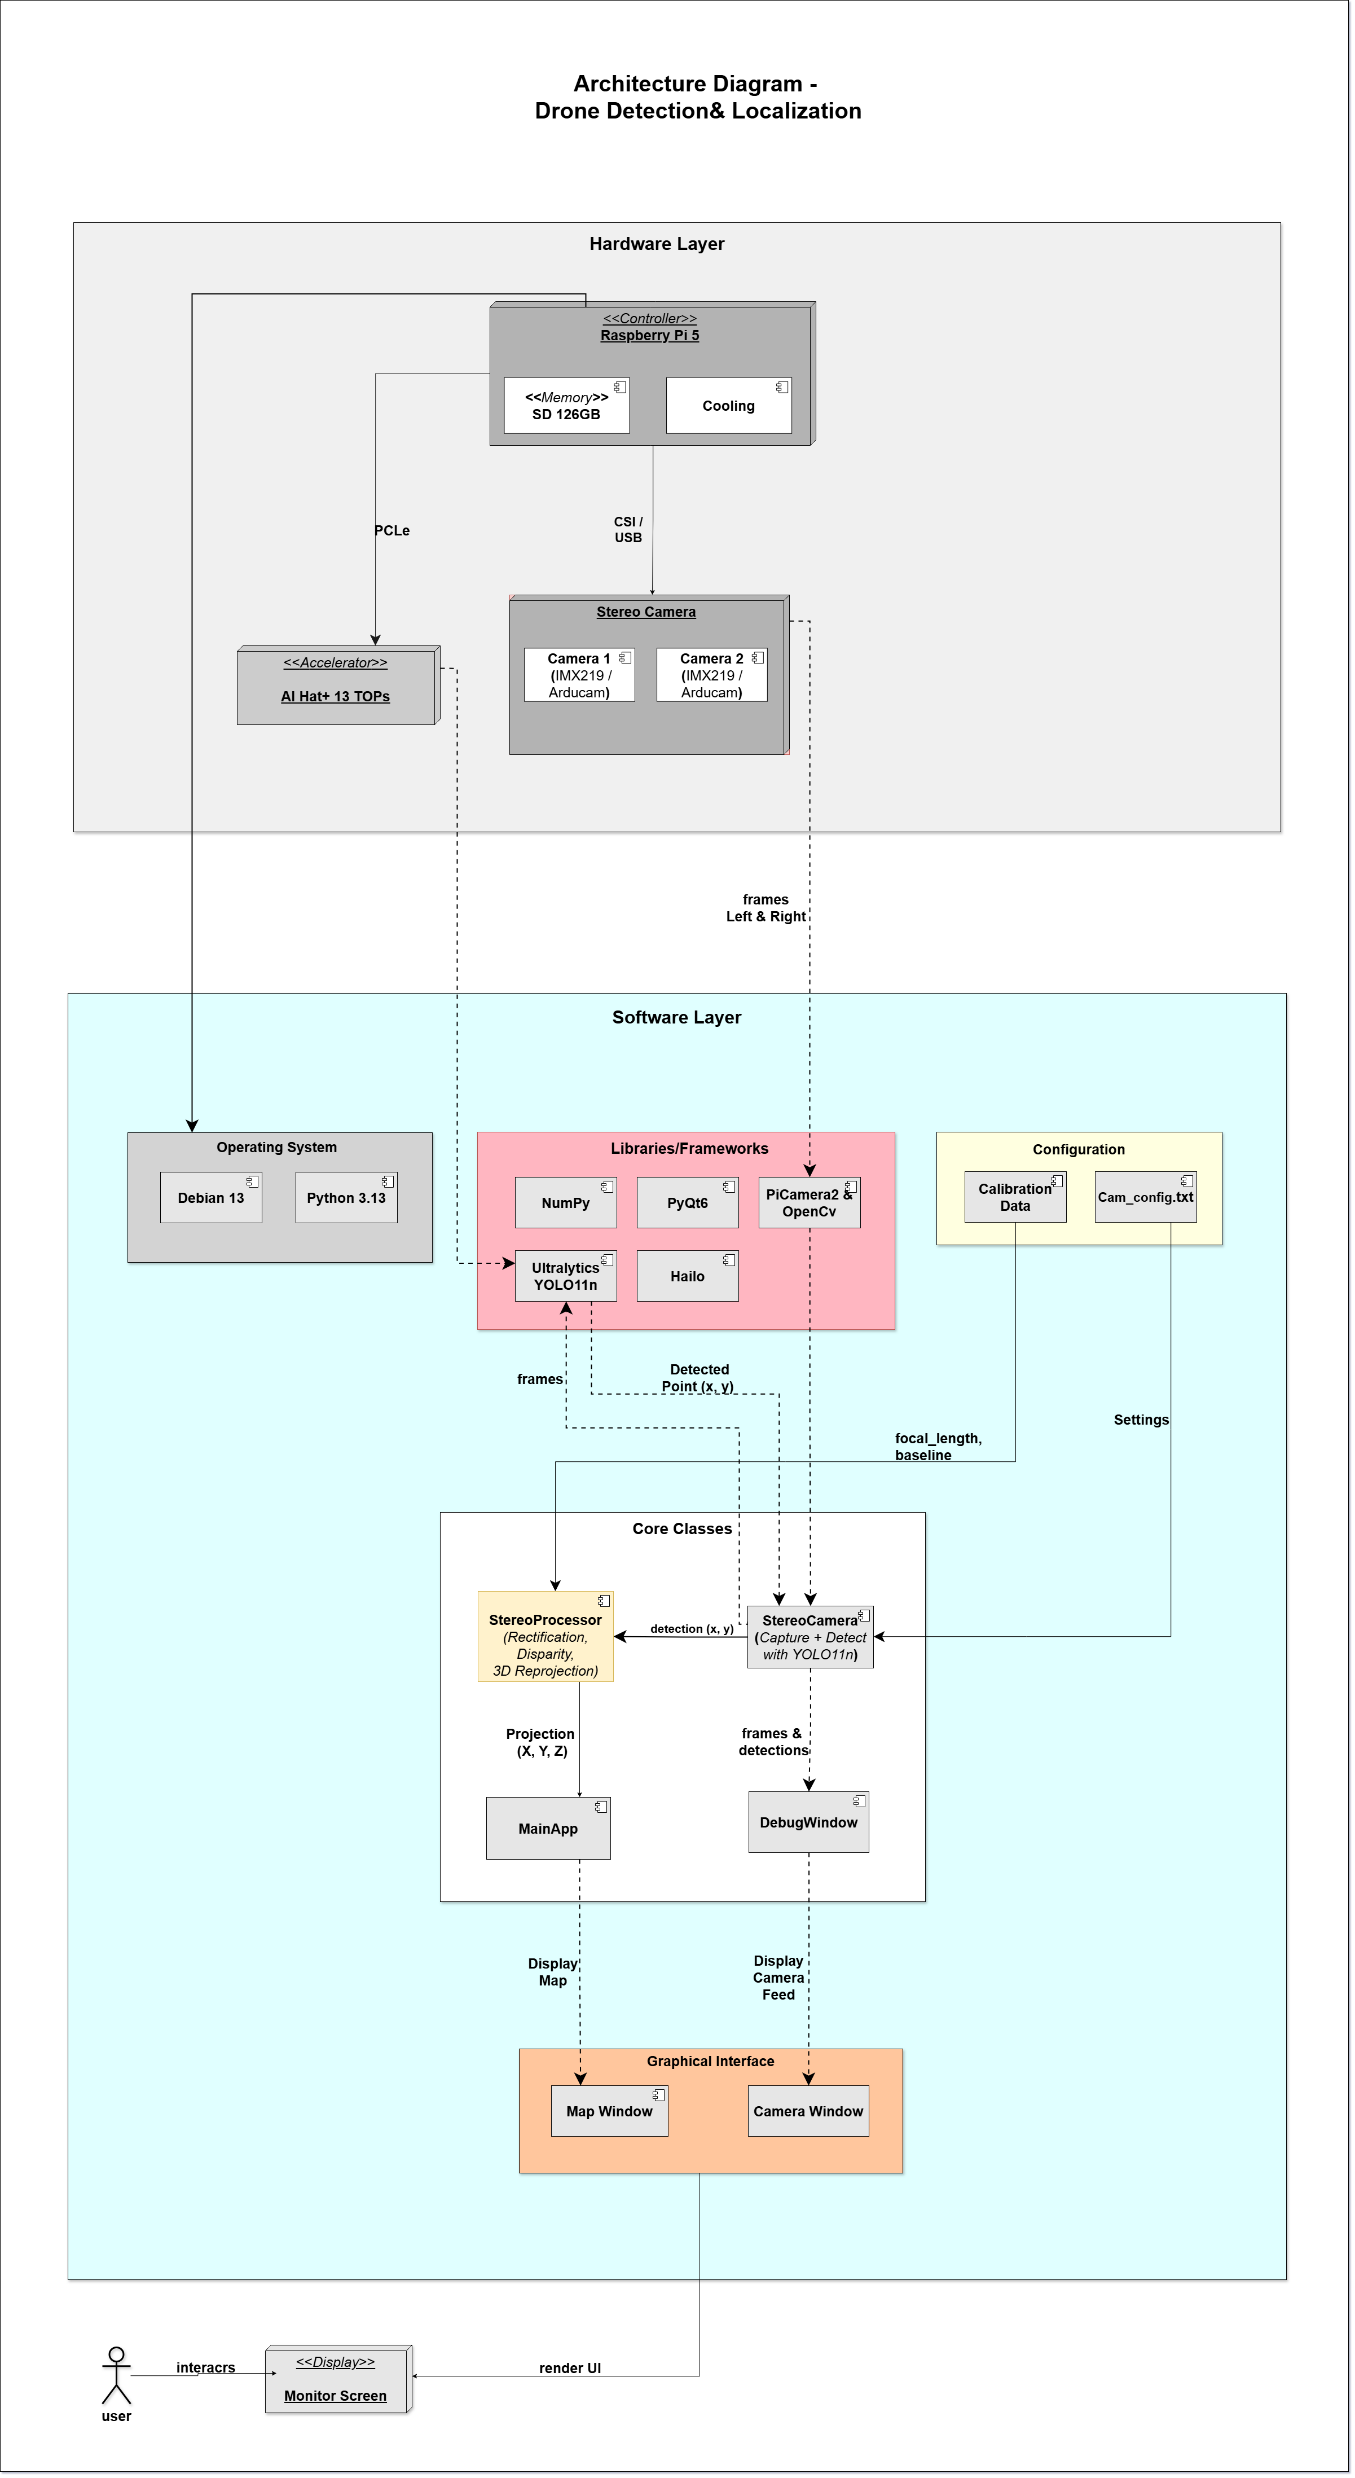 Architecture Diagram -
Drone Detection& Localization
Hardware Layer
<<Controller>>
Raspberry Pi 5
<<Memory>>
SD 126GB
Cooling
PCLe
CSI /
USB
Stereo Camera
Camera 1
(IMX219 /
Arducam)
Camera 2
(IMX219 /
Arducam)
<<Accelerator>>
AI Hat+ 13 TOPs
frames
Left & Right
Software Layer
Operating System
Debian 13
Python 3.13
Libraries/Frameworks
NumPy
PyQt6
PiCamera2 &
OpenCv
Ultralytics
YOLO11n
Hailo
Configuration
Calibration
Data
Cam_config.txt
frames
Detected
Point (x, y)
focal_length,
baseline
Settings
Core Classes
StereoProcessor
(Rectification,
Disparity,
3D Reprojection)
detection (x, y)
StereoCamera
(Capture + Detect
with YOLO11n)
Projection
(X, Y, Z)
frames &
detections
MainApp
DebugWindow
Display
Map
Display
Camera
Feed
Graphical Interface
Map Window
Camera Window
interacrs
user
<<Display>>
Monitor Screen
render UI